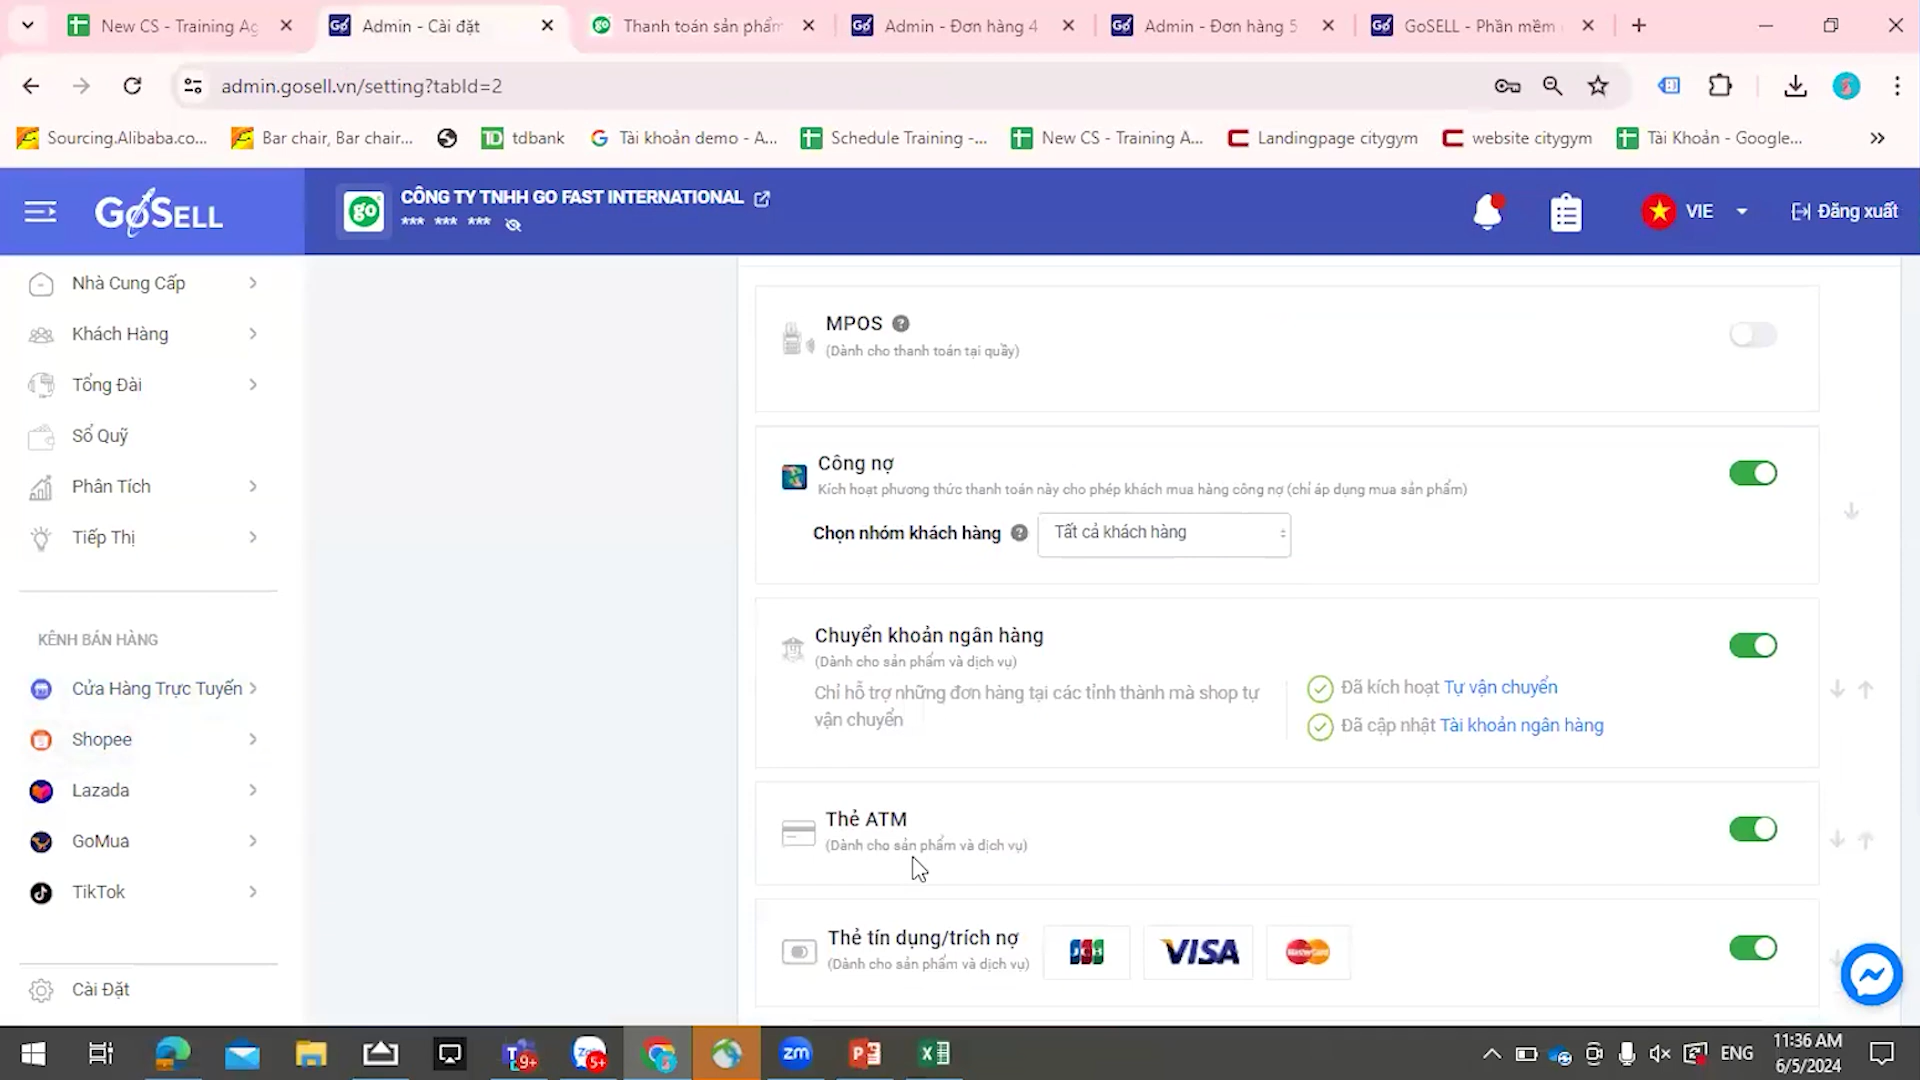 New CS - Training Ag
Admin - Cài đặt
Thanh toán sản phẩm
Admin - Đơn hàng 4
Admin - Đơn hàng 5
GoSELL - Phần mềm
admin.gosell.vn/setting?tabId=2
Sourcing.Alibaba.co...
Bar chair, Bar chair...
tdbank
Tài khoản demo - A...
Schedule Training -...
New CS - Training A...
Landingpage citygym
website citygym
Tài Khoản - Google...
GOSELL
go
CÔNG TY TNHH GO FAST INTERNATIONAL
*** *** ***
VIE
Đăng xuất
Nhà Cung Cấp
Khách Hàng
Tổng Đài
Sổ Quỹ
Phân Tích
Tiếp Thị
KÊNH BÁN HÀNG
Cửa Hàng Trực Tuyến
Shopee
Lazada
GoMua
TikTok
Cài Đặt
MPOS
(Dành cho thanh toán tại quầy)
Công nợ
Kích hoạt phương thức thanh toán này cho phép khách mua hàng công nợ (chỉ áp dụng mua sản phẩm)
Chọn nhóm khách hàng
Tất cả khách hàng
Chuyển khoản ngân hàng
(Dành cho sản phẩm và dịch vụ)
Chỉ hỗ trợ những đơn hàng tại các tỉnh thành mà shop tự
vận chuyển
Đã kích hoạt Tự vận chuyển
Đã cập nhật Tài khoản ngân hàng
Thẻ ATM
(Dành cho sản phẩm và dịch vụ)
Thẻ tín dụng/trích nợ
(Dành cho sản phẩm và dịch vụ)
JCB
VISA
MasterCard
9+
5+
zm
ENG
11:36 AM
6/5/2024